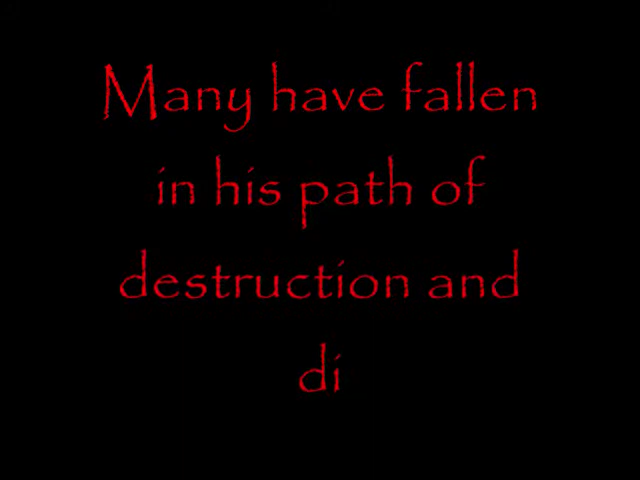 Many have fallen
in his path of
destruction and
di